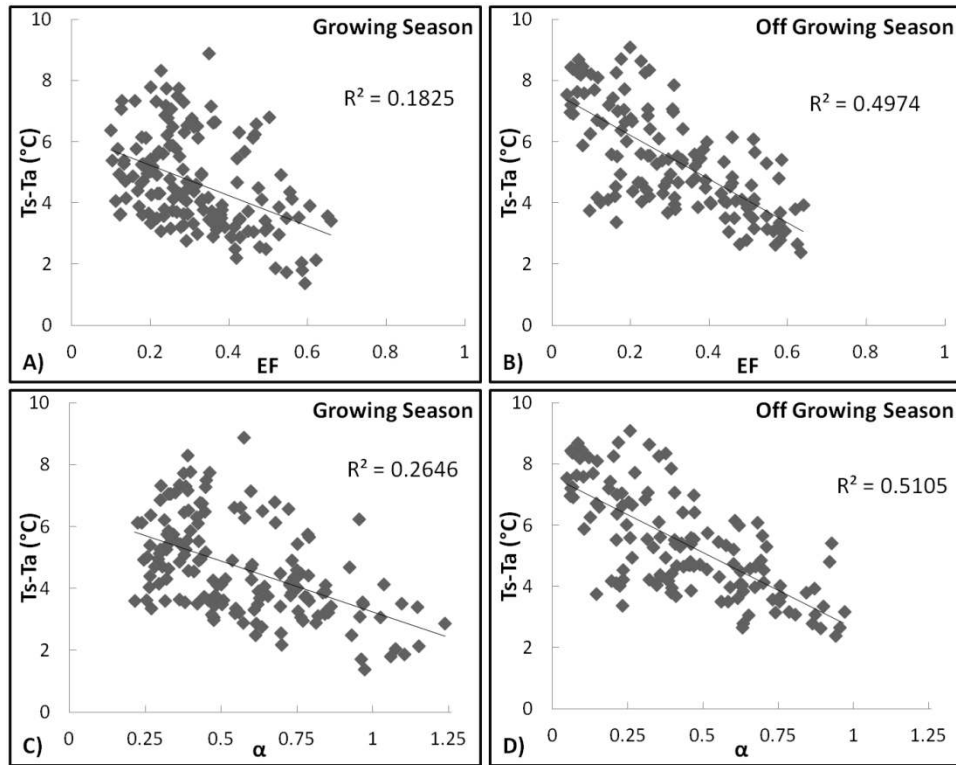 Growing Season
R² = 0.1825
Ts-Ta (°C)
10
8
6
4
2
0
0 0.2 0.4 0.6 0.8 1
A) EF
Off Growing Season
R² = 0.4974
Ts-Ta (°C)
10
8
6
4
2
0
0 0.2 0.4 0.6 0.8 1
B) EF
Growing Season
R² = 0.2646
Ts-Ta (°C)
10
8
6
4
2
0
0 0.25 0.5 0.75 1 1.25
C) α
Off Growing Season
R² = 0.5105
Ts-Ta (°C)
10
8
6
4
2
0
0 0.25 0.5 0.75 1 1.25
D) α